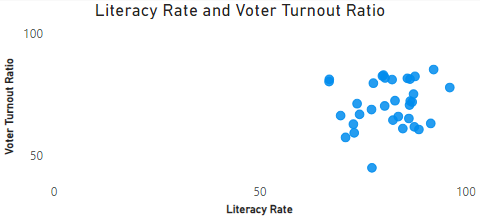 Literacy Rate and Voter Turnout Ratio
100
Voter Turnout Ratio
50
0 50 100
Literacy Rate